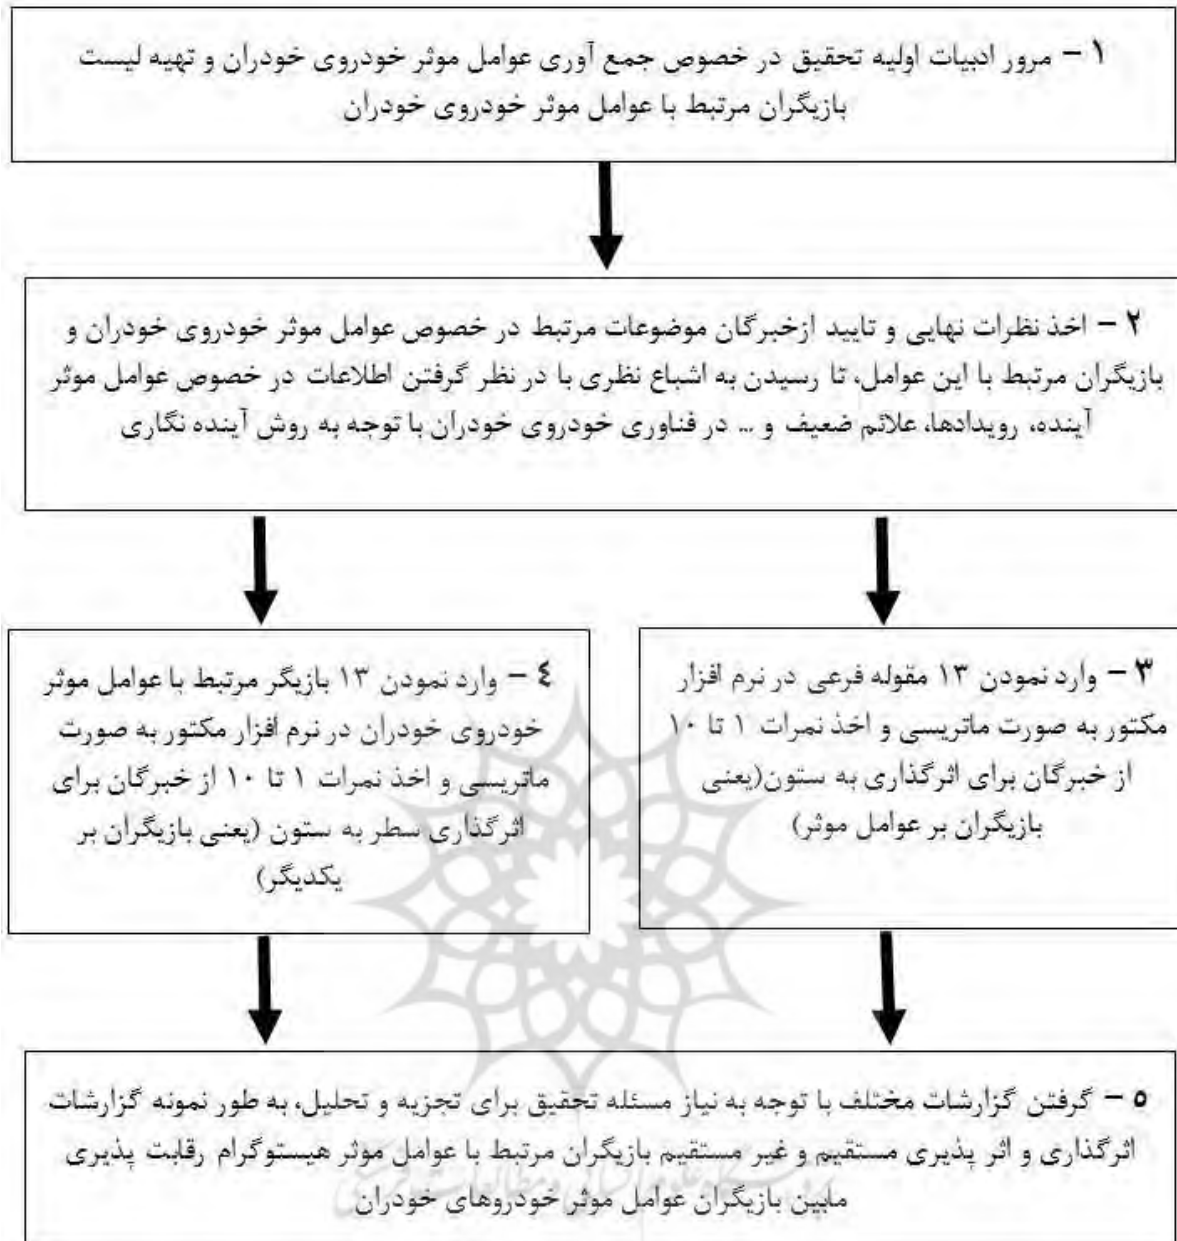 ۱ – مرور ادبیات اولیه تحقیق در خصوص جمع آوری عوامل موثر خودروی خودران و تهیه لیست
بازیگران مرتبط با عوامل موثر خودروی خودران
۲ – اخذ نظرات نهایی و تایید ازخبرگان موضوعات مرتبط در خصوص عوامل موثر خودروی خودران و
بازیگران مرتبط با این عوامل، تا رسیدن به اشباع نظری با در نظر گرفتن اطلاعات در خصوص عوامل موثر
آینده، رویدادها، علائم ضعیف و ... در فناوری خودروی خودران با توجه به روش آینده نگاری
۳ – وارد نمودن ۱۳ مقوله فرعی در نرم افزار
مکتور به صورت ماتریسی و اخذ نمرات ۱ تا ۱۰
از خبرگان برای اثرگذاری به ستون(یعنی
بازیگران بر عوامل موثر)
٤ – وارد نمودن ۱۳ بازیگر مرتبط با عوامل موثر
خودروی خودران در نرم افزار مکتور به صورت
ماتریسی و اخذ نمرات ۱ تا ۱۰ از خبرگان برای
اثرگذاری سطر به ستون (یعنی بازیگران بر
یکدیگر)
۵ – گرفتن گزارشات مختلف با توجه به نیاز مسئله تحقیق برای تجزیه و تحلیل، به طور نمونه گزارشات
اثرگذاری و اثر پذیری مستقیم و غیر مستقیم بازیگران مرتبط با عوامل موثر هیستوگرام رقابت پذیری
مابین بازیگران عوامل موثر خودروهای خودران